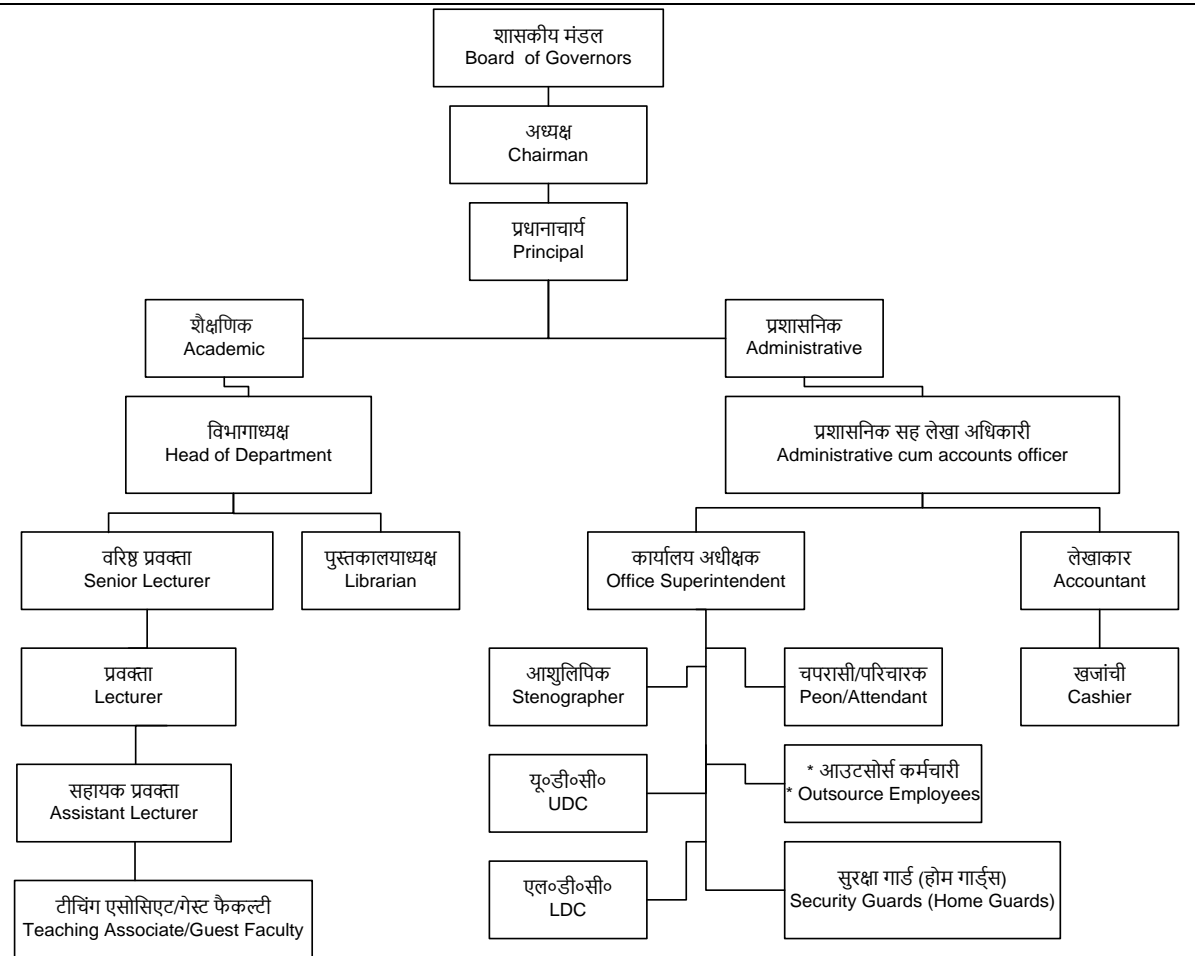 शासकीय मंडल
Board of Governors
अध्यक्ष
Chairman
प्रधानाचार्य
Principal
शैक्षणिक
Academic
प्रशासनिक
Administrative
विभागाध्यक्ष
Head of Department
प्रशासनिक सह लेखा अधिकारी
Administrative cum accounts officer
वरिष्ठ प्रवक्ता
Senior Lecturer
पुस्तकालयाध्यक्ष
Librarian
कार्यालय अधीक्षक
Office Superintendent
लेखाकार
Accountant
प्रवक्ता
Lecturer
आशुलिपिक
Stenographer
चपरासी/परिचारक
Peon/Attendant
खजांची
Cashier
सहायक प्रवक्ता
Assistant Lecturer
यू०डी०सी०
UDC
* आउटसोर्स कर्मचारी
* Outsource Employees
टीचिंग एसोसिएट/गेस्ट फैकल्टी
Teaching Associate/Guest Faculty
एल०डी०सी०
LDC
सुरक्षा गार्ड (होम गार्ड्स)
Security Guards (Home Guards)